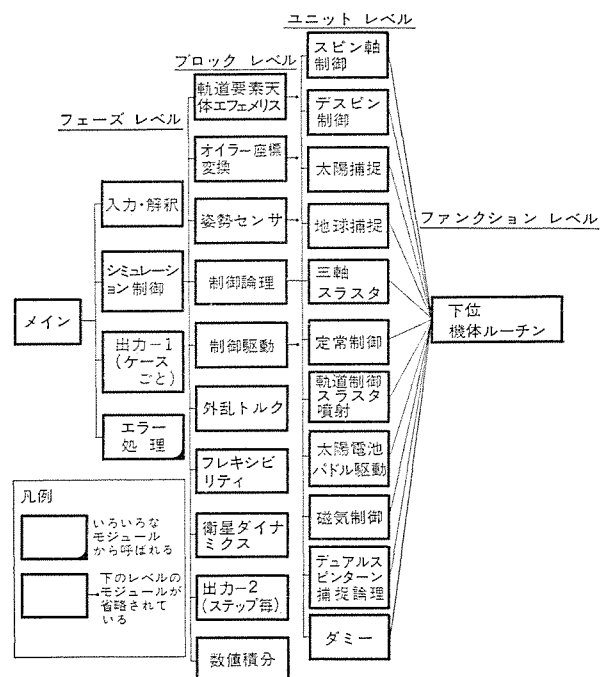 ユニット レベル
ブロック レベル
フェーズ レベル
ファンクション レベル
メイン
入力・解釈
シミュレーシ
ョン制御
出力-1
(ケース
ごと)
エラー
処理
軌道要素天
体エフェメリス
オイラー座標
変換
姿勢センサ
制御論理
制御駆動
外乱トルク
フレキシビ
リティ
衛星ダイナ
ミクス
出力-2
(ステップ毎)
数値積分
スピン軸
制御
デスピン
制御
太陽捕捉
地球捕捉
三軸
スラスタ
定常制御
軌道制御
スラスタ
噴射
太陽電池
パドル駆動
磁気制御
デュアルス
ピンターン
捕捉論理
ダミー
下位
機体ルーチン
凡例
いろいろな
モジュール
から呼ばれる
下のレベルの
モジュールが
省略されて
いる